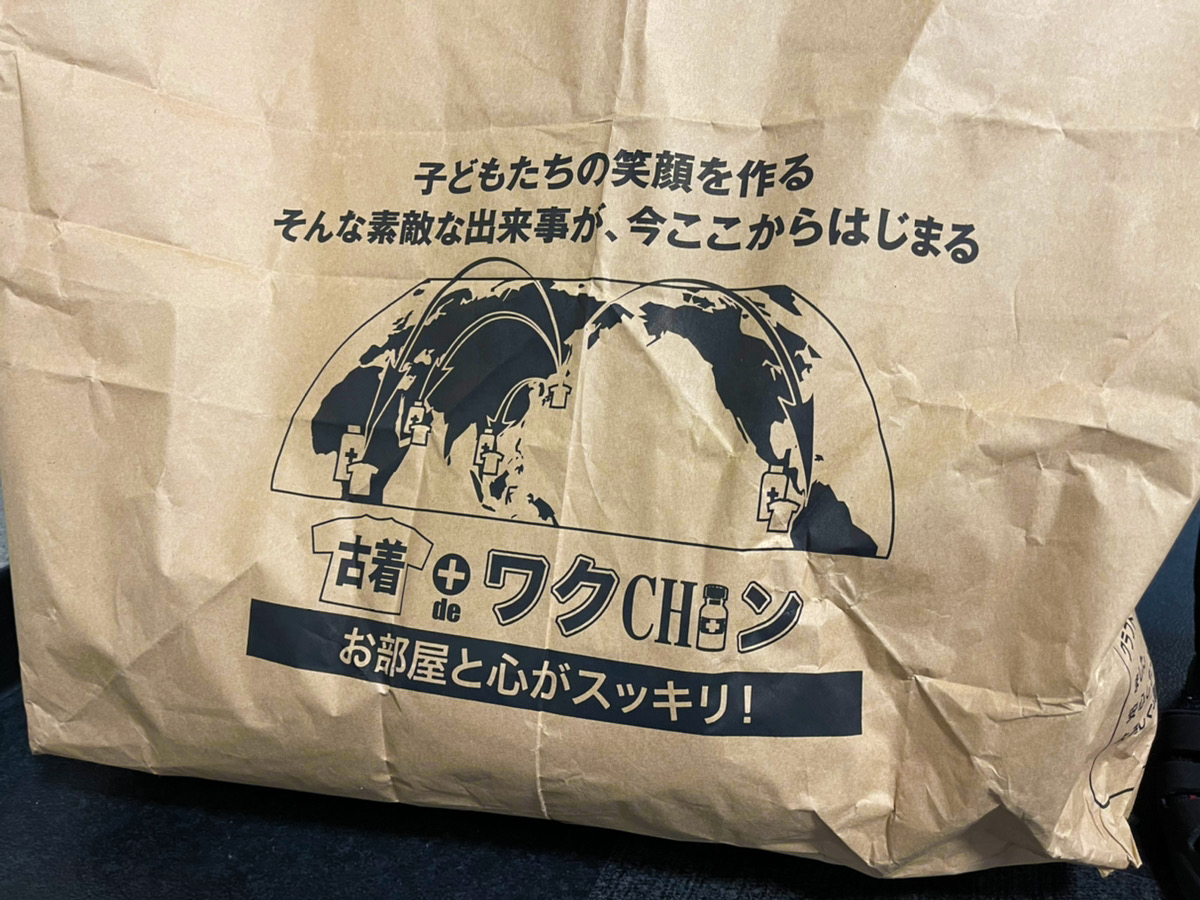 子どもたちの笑顔を作る
そんな素敵な出来事が、今ここからはじまる
古着 de ワクCHiン
お部屋と心がスッキリ!